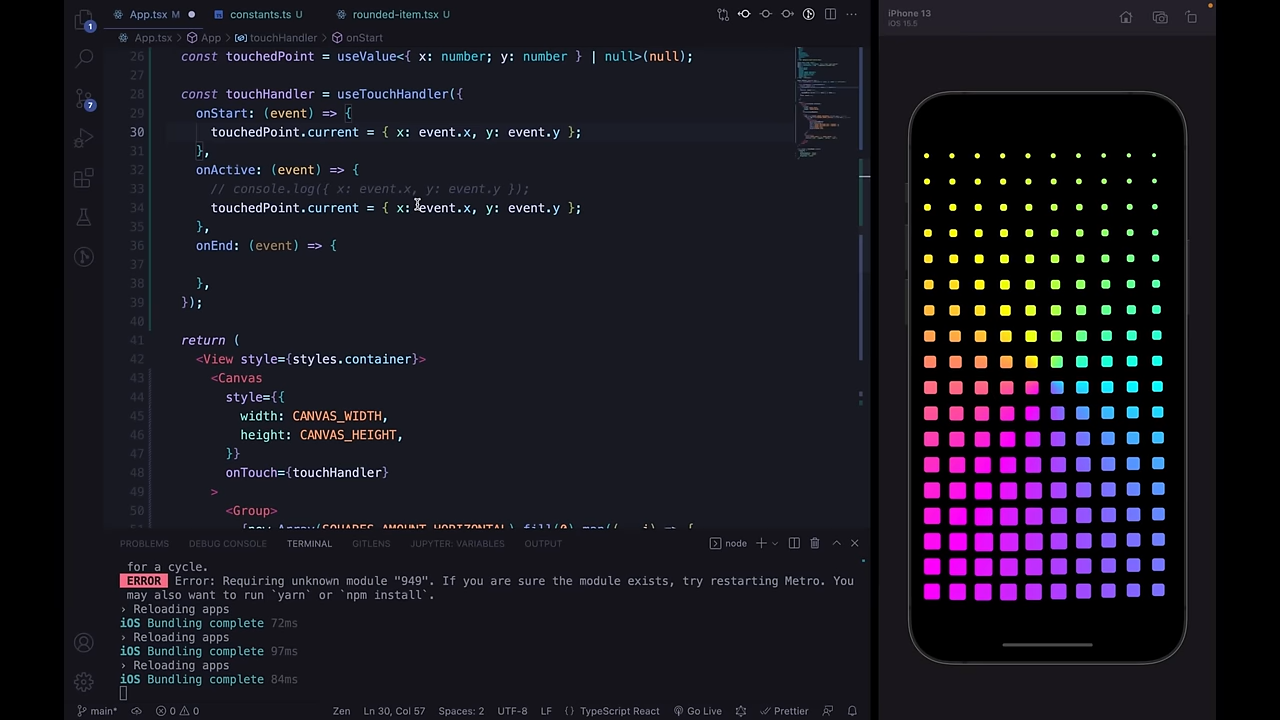 App.tsx M
constants.ts U
rounded-item.tsx U
App.tsx > App > touchHandler > onStart
iPhone 13
iOS 15.5
1
7
26 const touchedPoint = useValue<{ x: number; y: number } | null>(null);
27
28 const touchHandler = useTouchHandler({
29 onStart: (event) => {
30 touchedPoint.current = { x: event.x, y: event.y };
31 },
32 onActive: (event) => {
33 // console.log({ x: event.x, y: event.y });
34 touchedPoint.current = { x: event.x, y: event.y };
35 },
36 onEnd: (event) => {
37
38 },
39 });
40
41 return (
42 <View style={styles.container}>
43 <Canvas
44 style={{
45 width: CANVAS_WIDTH,
46 height: CANVAS_HEIGHT,
47 }}
48 onTouch={touchHandler}
49 >
50 <Group>
{new Array(SQUARES_AMOUNT_HORIZONTAL).fill(0).map((_, i) => {
PROBLEMS DEBUG CONSOLE TERMINAL GITLENS JUPYTER: VARIABLES OUTPUT
node
for a cycle.
ERROR Error: Requiring unknown module "949". If you are sure the module exists, try restarting Metro. You
may also want to run `yarn` or `npm install`.
› Reloading apps
iOS Bundling complete 72ms
› Reloading apps
iOS Bundling complete 97ms
› Reloading apps
iOS Bundling complete 84ms
main* 0 0 Zen Ln 30, Col 57 Spaces: 2 UTF-8 LF {} TypeScript React Go Live Prettier